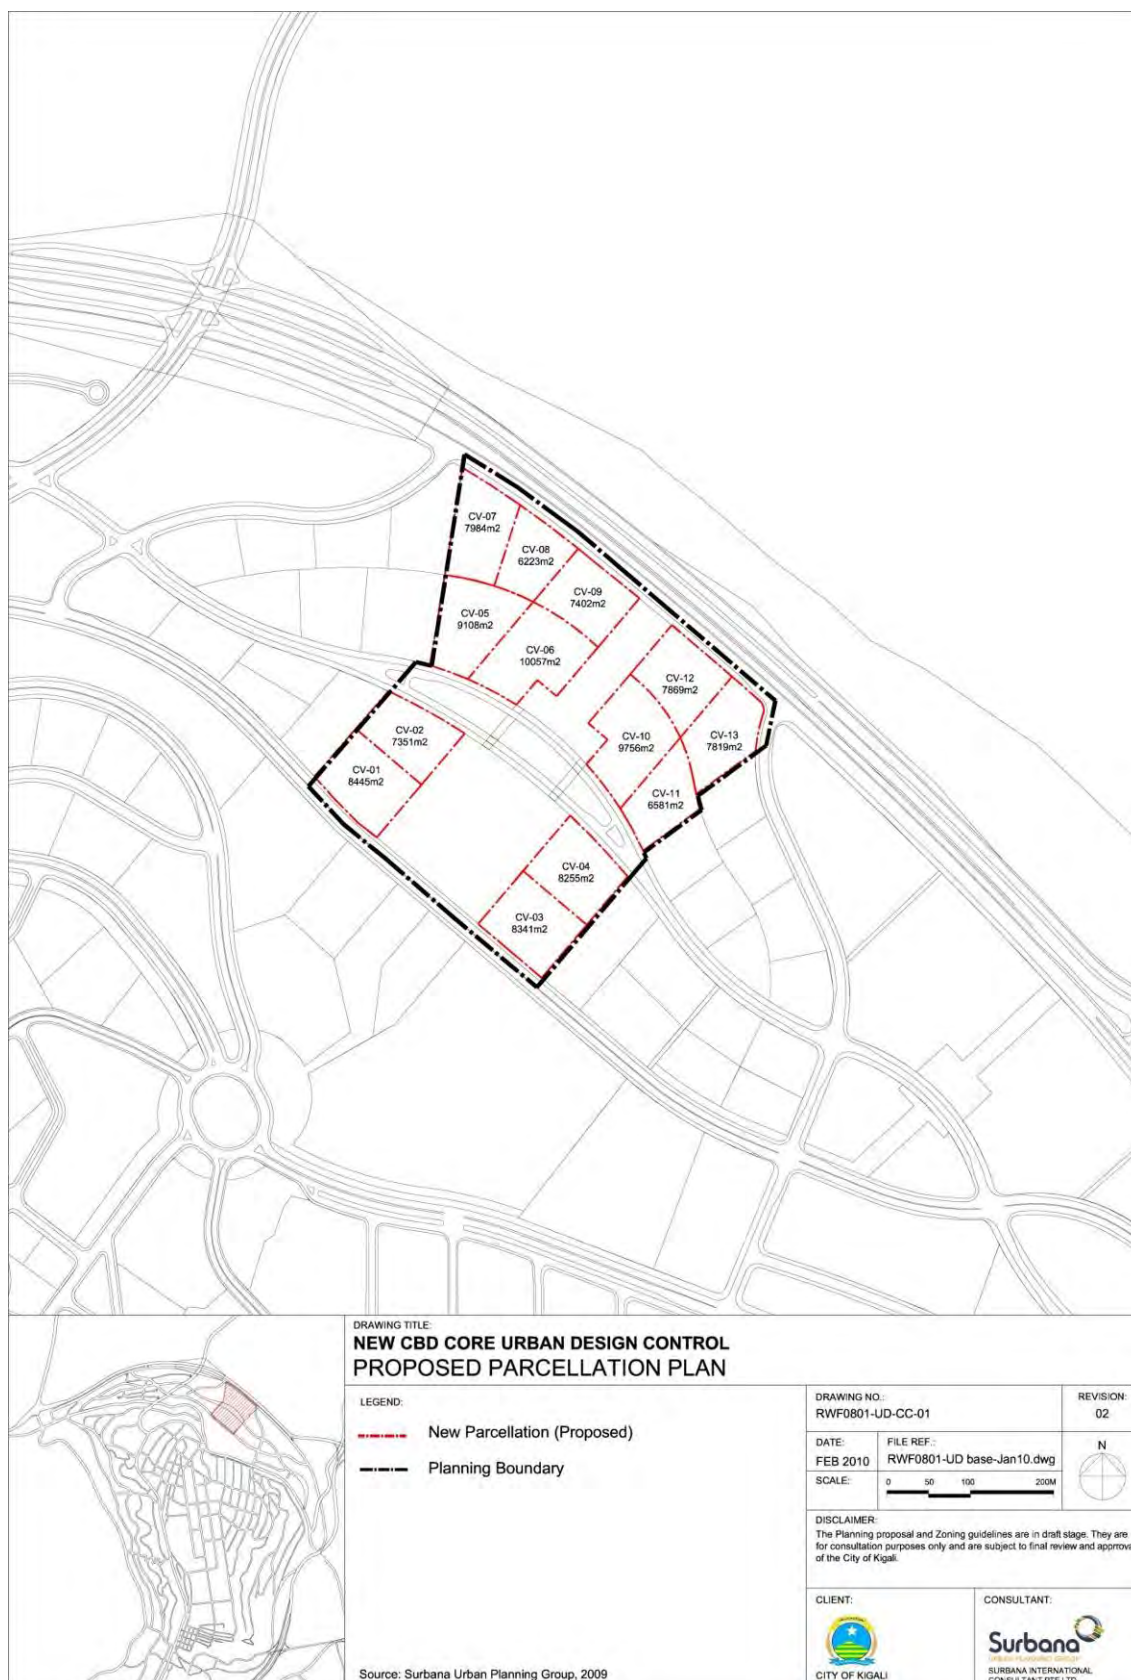 CV-07
7984m2
CV-08
6223m2
CV-09
7402m2
CV-05
9108m2
CV-06
10057m2
CV-12
7869m2
CV-02
7351m2
CV-10
9756m2
CV-13
7819m2
CV-01
8445m2
CV-11
6581m2
CV-04
8255m2
CV-03
8341m2
DRAWING TITLE:
NEW CBD CORE URBAN DESIGN CONTROL
PROPOSED PARCELLATION PLAN
LEGEND:
New Parcellation (Proposed)
Planning Boundary
Source: Surbana Urban Planning Group, 2009
DRAWING NO.:
RWF0801-UD-CC-01
REVISION:
02
DATE:
FEB 2010
FILE REF.:
RWF0801-UD base-Jan10.dwg
N
SCALE:
0 50 100 200M
DISCLAIMER:
The Planning proposal and Zoning guidelines are in draft stage. They are
for consultation purposes only and are subject to final review and approva
of the City of Kigali.
CLIENT:
CITY OF KIGALI
CONSULTANT:
Surbana
URBAN PLANNING GROUP
SURBANA INTERNATIONAL
CONSULTANT PTE LTD